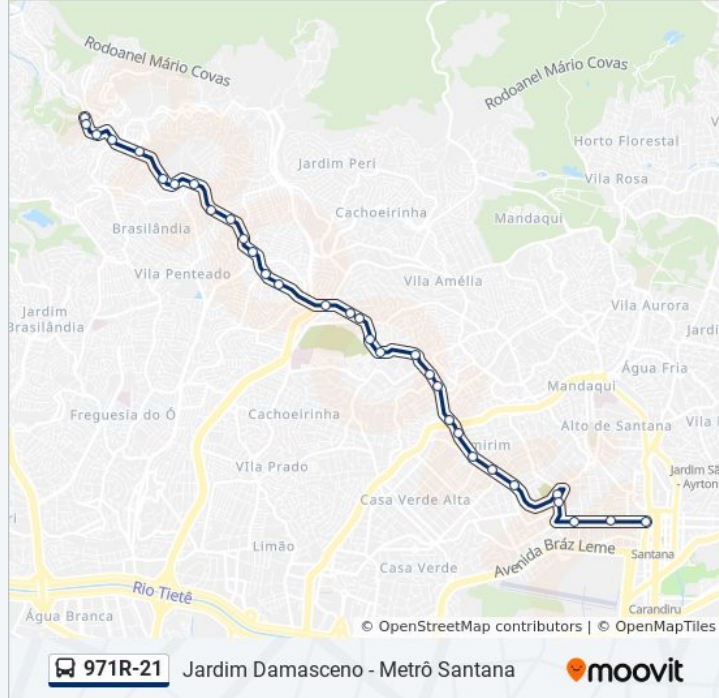 Rodoanel Mário Covas
Rodoanel Mário Covas
Horto Florestal
Jardim Peri
Vila Rosa
Cachoeirinha
Mandaqui
Brasilândia
Vila Penteado
Vila Amélia
Vila Aurora
Jardim
Brasilândia
Jardi
Água Fria
Mandaqui
Freguesia do Ó
Cachoeirinha
Alto de Santana
Vila
mirim
VIla Prado
Jardim Sã
- Ayrton
Casa Verde Alta
Limão
Avenida Bráz Leme
Santana
Casa Verde
Rio Tietê
Carandiru
Água Branca
© OpenStreetMap contributors | © OpenMapTiles
971R-21 Jardim Damasceno - Metrô Santana
moovit